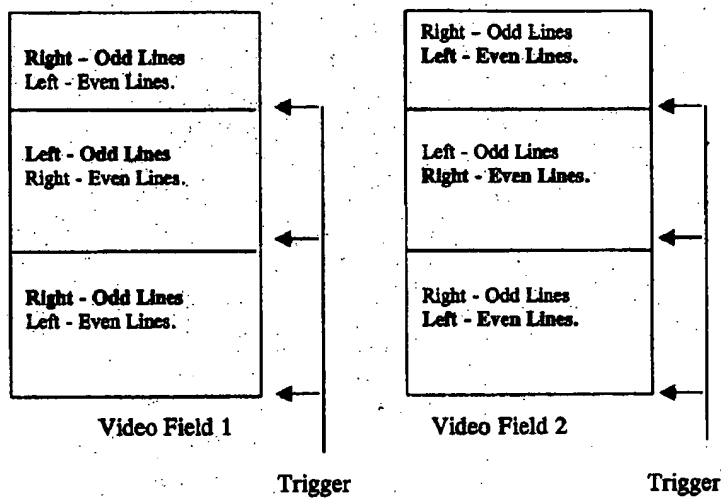 Right - Odd Lines
Left - Even Lines.
Left - Odd Lines
Right - Even Lines.
Right - Odd Lines
Left - Even Lines.
Video Field 1
Trigger
Right - Odd Lines
Left - Even Lines.
Left - Odd Lines
Right - Even Lines.
Right - Odd Lines
Left - Even Lines.
Video Field 2
Trigger